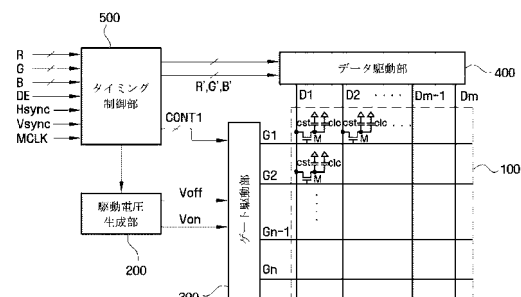 500
R
G
B
DE
Hsync
Vsync
MCLK
タイミング
制御部
R',G',B'
データ駆動部
400
D1 D2 ····· Dm-1 Dm
CONT1
cst clc cst clc ···
M M
G1
cst clc
M
G2
100
駆動電圧
生成部
200
Voff
Von
ゲート駆動部
Gn-1
Gn
300